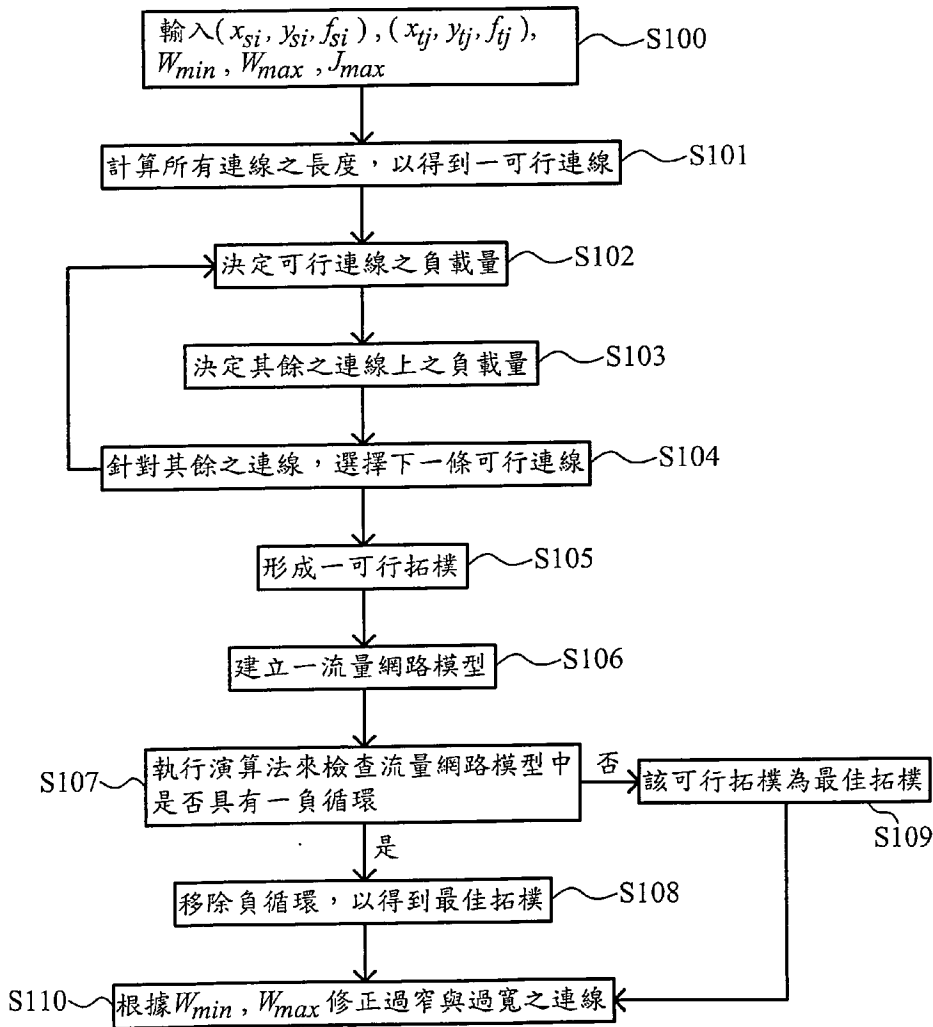 輸入(x_si, y_si, f_si), (x_tj, y_tj, f_tj),
W_min, W_max, J_max
S100
計算所有連線之長度，以得到一可行連線
S101
決定可行連線之負載量
S102
決定其餘之連線上之負載量
S103
針對其餘之連線，選擇下一條可行連線
S104
形成一可行拓樸
S105
建立一流量網路模型
S106
S107
執行演算法來檢查流量網路模型中
是否具有一負循環
否
該可行拓樸為最佳拓樸
S109
是
移除負循環，以得到最佳拓樸
S108
S110
根據W_min, W_max修正過窄與過寬之連線